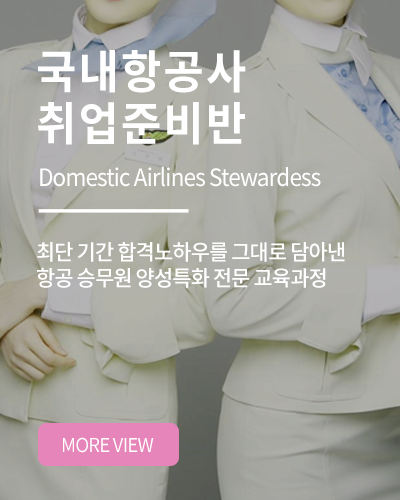 국내항공사
취업준비반
Domestic Airlines Stewardess
최단 기간 합격노하우를 그대로 담아낸
항공 승무원 양성특화 전문 교육과정
MORE VIEW